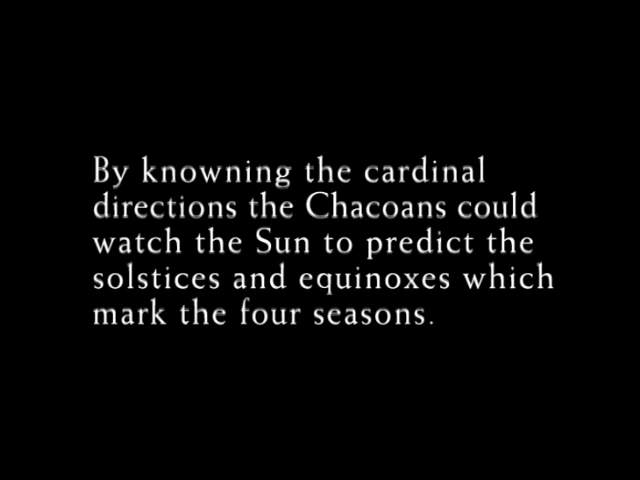 By knowning the cardinal
directions the Chacoans could
watch the Sun to predict the
solstices and equinoxes which
mark the four seasons.